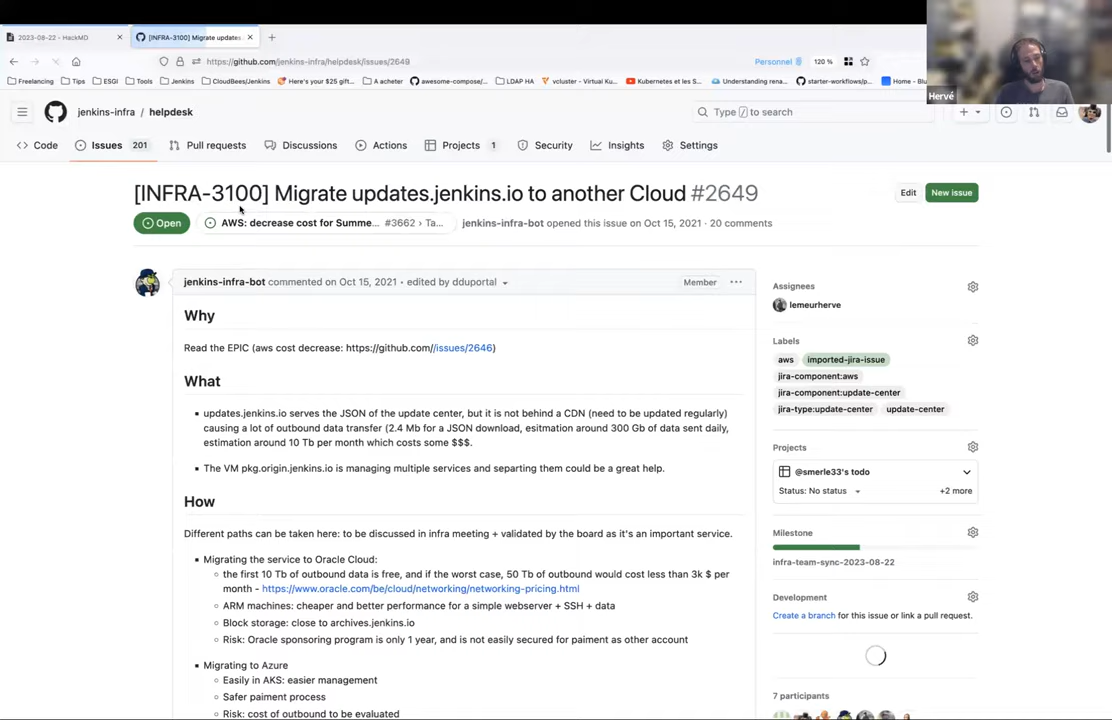 2023-08-22 - HackMD
[INFRA-3100] Migrate updates.
https://github.com/jenkins-infra/helpdesk/issues/2649
Personnel
120 %
Freelancing
Tips
ESGI
Tools
Jenkins
CloudBees/Jenkins
Here's your $25 gift...
A acheter
awesome-compose/...
LDAP HA
vcluster - Virtual Ku...
Kubernetes et les S...
Understanding rena...
starter-workflows/p...
Home - Blu
Hervé
jenkins-infra / helpdesk
Type / to search
Code
Issues 201
Pull requests
Discussions
Actions
Projects 1
Security
Insights
Settings
[INFRA-3100] Migrate updates.jenkins.io to another Cloud #2649
Edit
New issue
Open
AWS: decrease cost for Summe... #3662 › Ta...
jenkins-infra-bot opened this issue on Oct 15, 2021 · 20 comments
jenkins-infra-bot commented on Oct 15, 2021 • edited by dduportal
Member
Why
Read the EPIC (aws cost decrease: https://github.com//issues/2646)
What
updates.jenkins.io serves the JSON of the update center, but it is not behind a CDN (need to be updated regularly)
causing a lot of outbound data transfer (2.4 Mb for a JSON download, esitmation around 300 Gb of data sent daily,
estimation around 10 Tb per month which costs some $$$.
The VM pkg.origin.jenkins.io is managing multiple services and separting them could be a great help.
How
Different paths can be taken here: to be discussed in infra meeting + validated by the board as it's an important service.
Migrating the service to Oracle Cloud:
the first 10 Tb of outbound data is free, and if the worst case, 50 Tb of outbound would cost less than 3k $ per
month - https://www.oracle.com/be/cloud/networking/networking-pricing.html
ARM machines: cheaper and better performance for a simple webserver + SSH + data
Block storage: close to archives.jenkins.io
Risk: Oracle sponsoring program is only 1 year, and is not easily secured for paiment as other account
Migrating to Azure
Easily in AKS: easier management
Safer paiment process
Risk: cost of outbound to be evaluated
Assignees
lemeurherve
Labels
aws
imported-jira-issue
jira-component:aws
jira-component:update-center
jira-type:update-center
update-center
Projects
@smerle33's todo
Status: No status
+2 more
Milestone
infra-team-sync-2023-08-22
Development
Create a branch for this issue or link a pull request.
7 participants